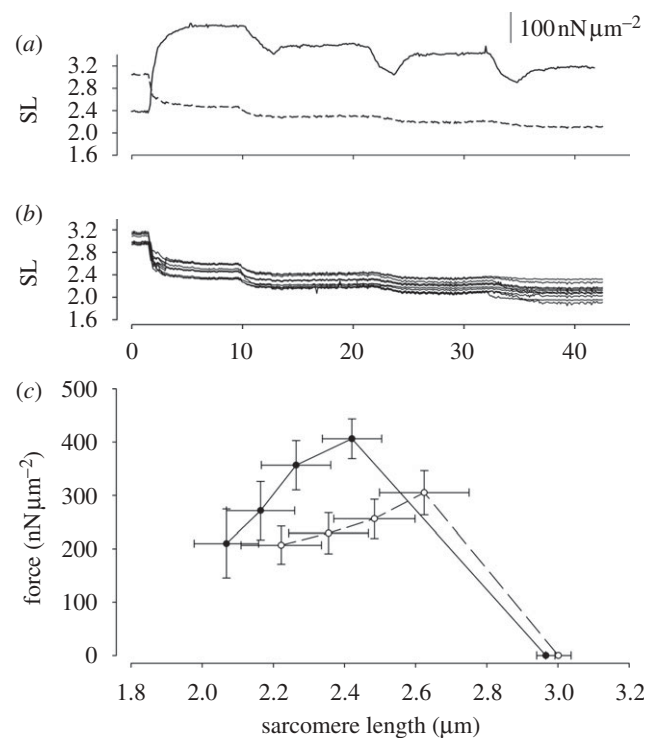 (a)
100 nN µm–2
3.2
2.8
2.4
2.0
1.6
SL
(b)
3.2
2.8
2.4
2.0
1.6
SL
0 10 20 30 40
(c)
500
400
300
200
100
0
force (nN µm–2)
1.8 2.0 2.2 2.4 2.6 2.8 3.0 3.2
sarcomere length (µm)